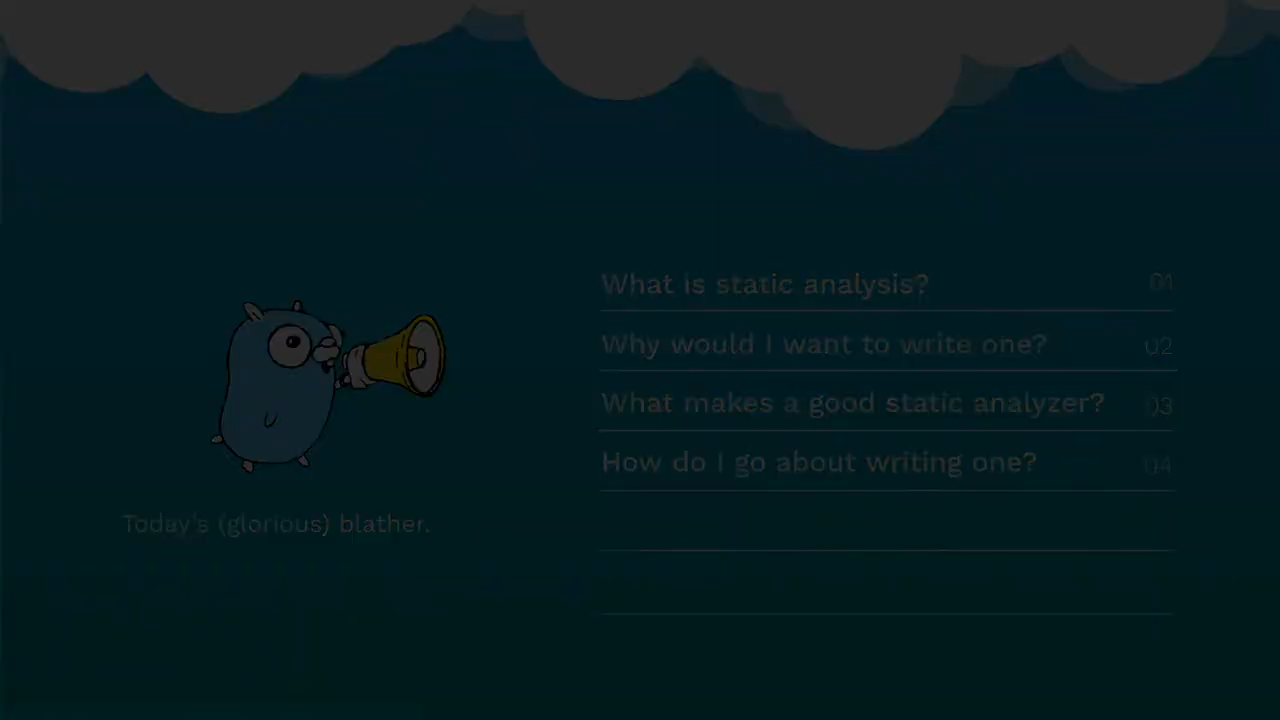 What is static analysis? 01
Why would I want to write one? 02
What makes a good static analyzer? 03
How do I go about writing one? 04
Today's (glorious) blather.